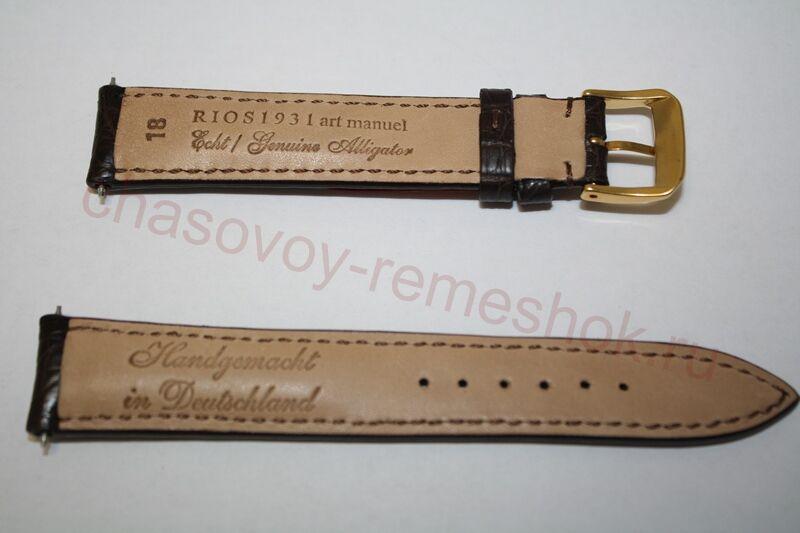 18
RIOS1931 art manuel
Echt / Genuine Alligator
chasovoy-remeshok.ru
Handgemacht
in Deutschland